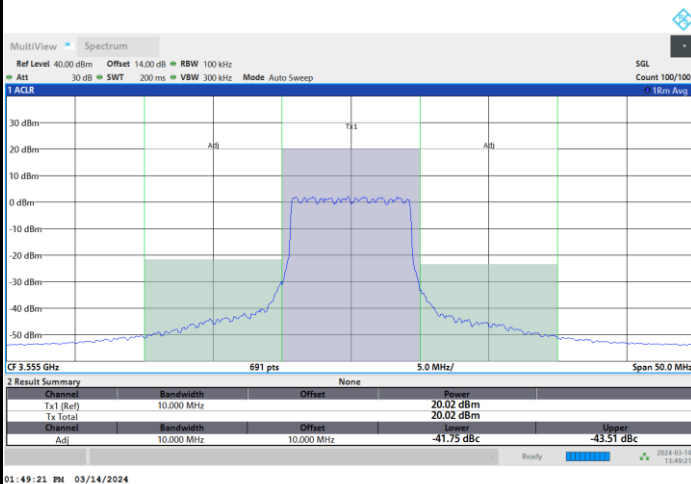 MultiView Spectrum
Ref Level 40.00 dBm Offset 14.00 dB RBW 100 kHz SGL
Att 30 dB SWT 200 ms VBW 300 kHz Mode Auto Sweep Count 100/100
1 ACLR 1Rm Avg
30 dBm
Tx1
20 dBm
Adj Adj
10 dBm
0 dBm
-10 dBm
-20 dBm
-30 dBm
-40 dBm
-50 dBm
CF 3.555 GHz 691 pts 5.0 MHz/ Span 50.0 MHz
2 Result Summary None
Channel Bandwidth Offset Power
Tx1 (Ref) 10.000 MHz 20.02 dBm
Tx Total 20.02 dBm
Channel Bandwidth Offset Lower Upper
Adj 10.000 MHz 10.000 MHz -41.75 dBc -43.51 dBc
Ready 2024-03-14
13:49:21
01:49:21 PM 03/14/2024